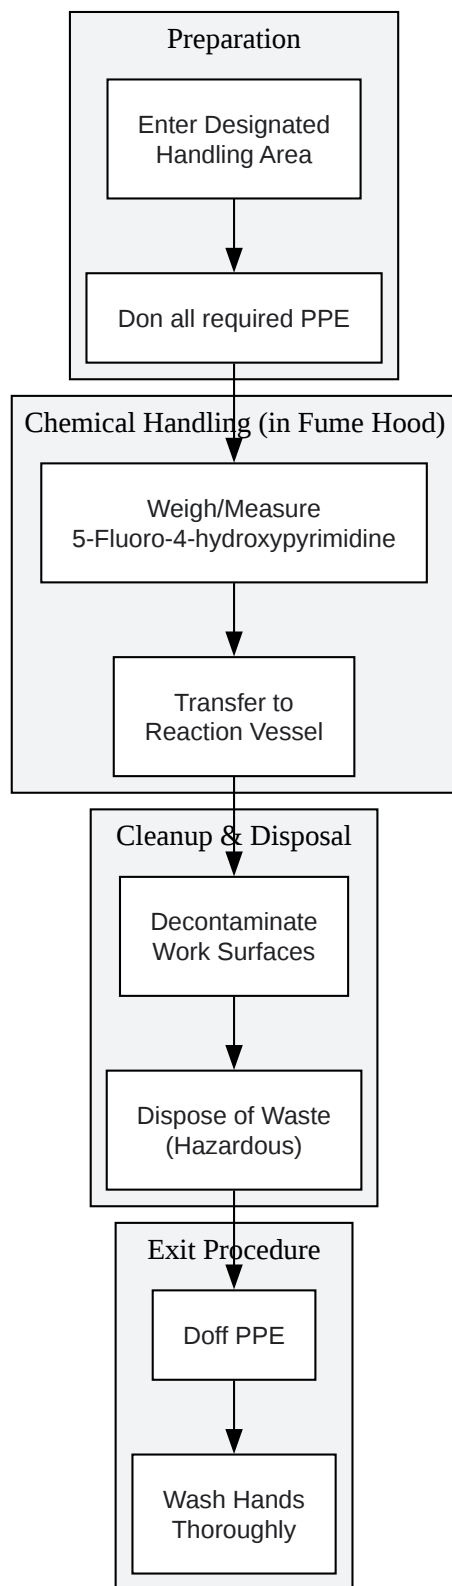 Preparation
Enter Designated
Handling Area
Don all required PPE
Chemical Handling (in Fume Hood)
Weigh/Measure
5-Fluoro-4-hydroxypyrimidine
Transfer to
Reaction Vessel
Cleanup & Disposal
Decontaminate
Work Surfaces
Dispose of Waste
(Hazardous)
Exit Procedure
Doff PPE
Wash Hands
Thoroughly